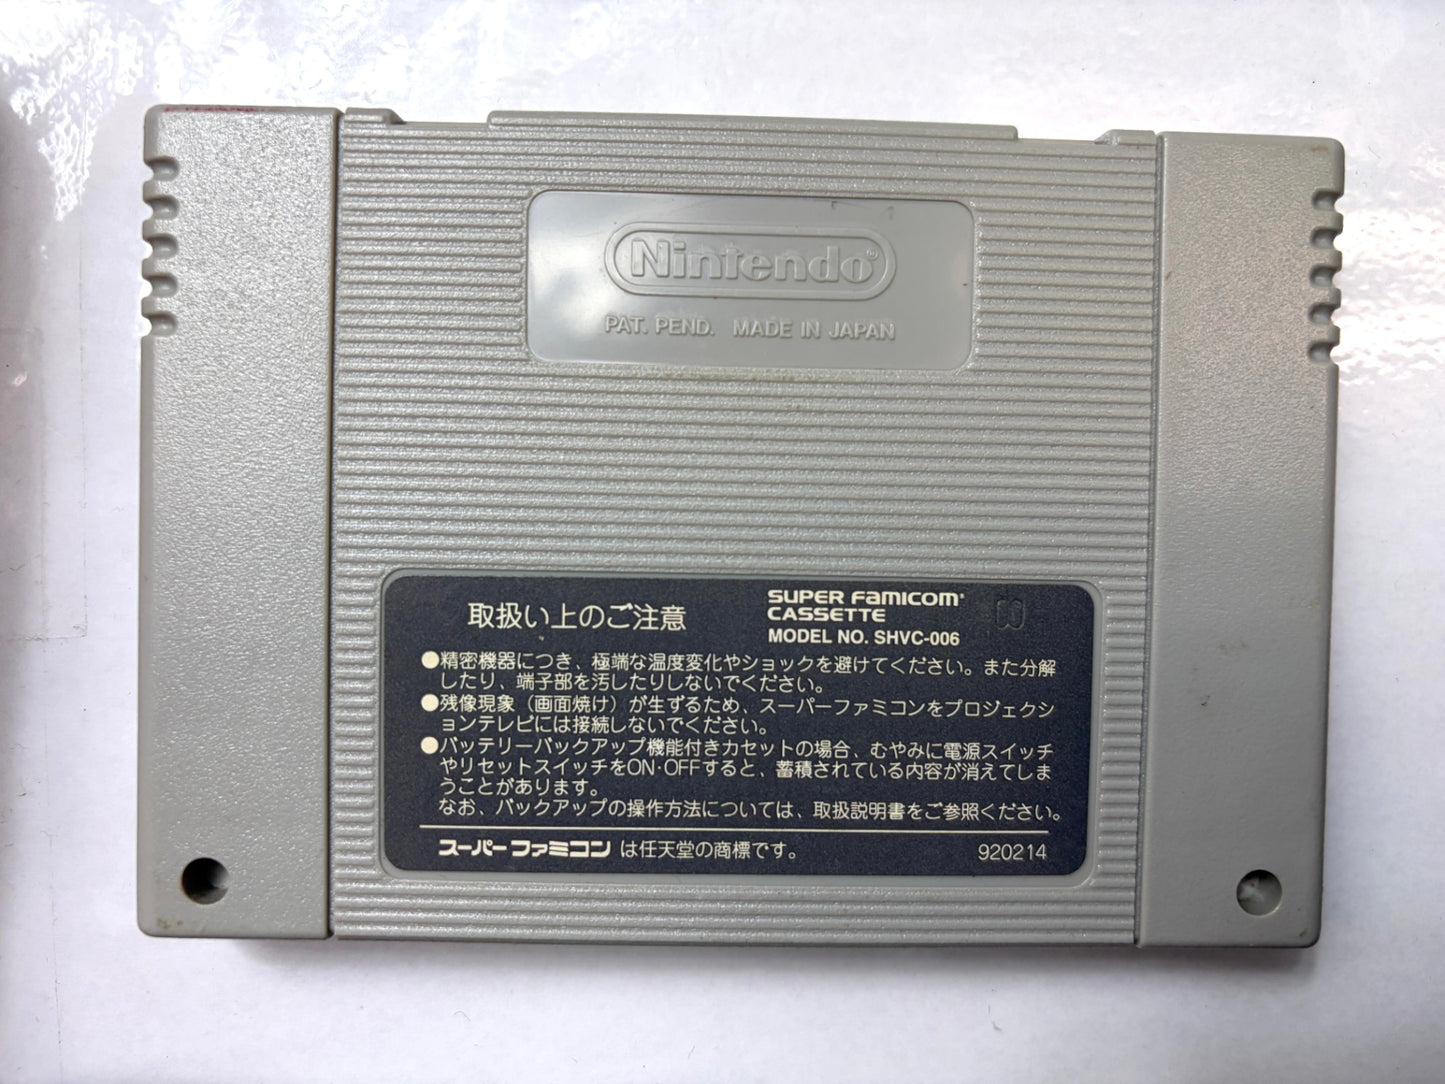 Nintendo
PAT. PEND. MADE IN JAPAN
取扱い上のご注意
SUPER FAMICOM
CASSETTE
MODEL NO. SHVC-006
●精密機器につき、極端な温度変化やショックを避けてください。また分解
したり、端子部を汚したりしないでください。
●残像現象（画面焼け）が生ずるため、スーパーファミコンをプロジェクシ
ョンテレビには接続しないでください。
●バッテリーバックアップ機能付きカセットの場合、むやみに電源スイッチ
やリセットスイッチをON・OFFすると、蓄積されている内容が消えてしま
うことがあります。
なお、バックアップの操作方法については、取扱説明書をご参照ください。
スーパーファミコン は任天堂の商標です。 920214